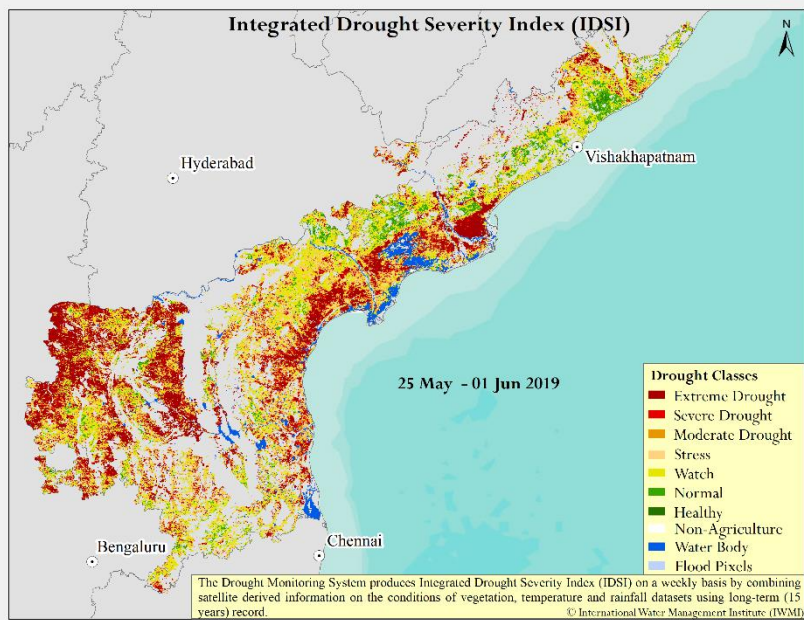 Integrated Drought Severity Index (IDSI)
N
Hyderabad
Vishakhapatnam
25 May - 01 Jun 2019
Drought Classes
Extreme Drought
Severe Drought
Moderate Drought
Stress
Watch
Normal
Healthy
Non-Agriculture
Water Body
Flood Pixels
Bengaluru
Chennai
The Drought Monitoring System produces Integrated Drought Severity Index (IDSI) on a weekly basis by combining
satellite derived information on the conditions of vegetation, temperature and rainfall datasets using long-term (15
years) record.
© International Water Management Institute (IWMI)